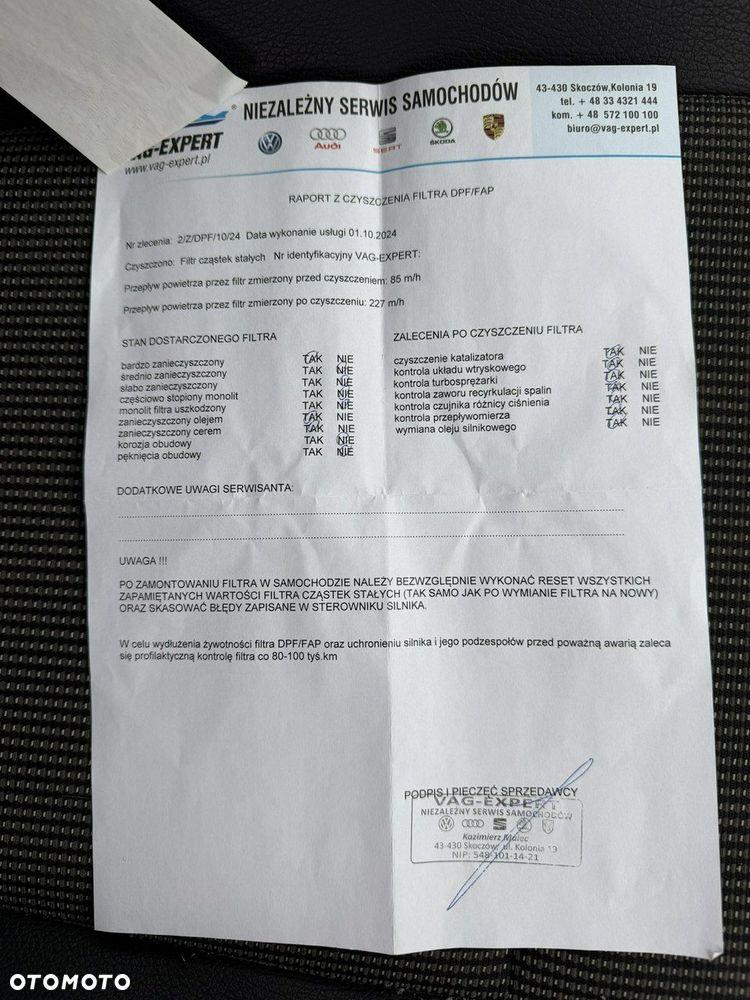 NIEZALEŻNY SERWIS SAMOCHODÓW
43-430 Skoczów,Kolonia 19
tel. + 48 33 4321 444
kom. + 48 572 100 100
biuro@vag-expert.pl
AG-EXPERT
®
www.vag-expert.pl
Audi
SEAT
ŠKODA
RAPORT Z CZYSZCZENIA FILTRA DPF/FAP
Nr zlecenia: 2/Z/DPF/10/24 Data wykonanie usługi 01.10.2024
Czyszczono: Filtr cząstek stałych Nr identyfikacyjny VAG-EXPERT:
Przepływ powietrza przez filtr zmierzony przed czyszczeniem: 85 m/h
Przepływ powietrza przez filtr zmierzony po czyszczeniu: 227 m/h
STAN DOSTARCZONEGO FILTRA
bardzo zanieczyszczony TAK NIE
średnio zanieczyszczony TAK NIE
słabo zanieczyszczony TAK NIE
częściowo stopiony monolit TAK NIE
monolit filtra uszkodzony TAK NIE
zanieczyszczony olejem TAK NIE
zanieczyszczony cerem TAK NIE
korozja obudowy TAK NIE
pęknięcia obudowy TAK NIE
ZALECENIA PO CZYSZCZENIU FILTRA
czyszczenie katalizatora TAK NIE
kontrola układu wtryskowego TAK NIE
kontrola turbosprężarki TAK NIE
kontrola zaworu recyrkulacji spalin TAK NIE
kontrola czujnika różnicy ciśnienia TAK NIE
kontrola przepływomierza TAK NIE
wymiana oleju silnikowego TAK NIE
DODATKOWE UWAGI SERWISANTA:
UWAGA !!!
PO ZAMONTOWANIU FILTRA W SAMOCHODZIE NALEŻY BEZWZGLĘDNIE WYKONAĆ RESET WSZYSTKICH
ZAPAMIĘTANYCH WARTOŚCI FILTRA CZĄSTEK STAŁYCH (TAK SAMO JAK PO WYMIANIE FILTRA NA NOWY)
ORAZ SKASOWAĆ BŁĘDY ZAPISANE W STEROWNIKU SILNIKA.
W celu wydłużenia żywotności filtra DPF/FAP oraz uchronieniu silnika i jego podzespołów przed poważną awarią zaleca
się profilaktyczną kontrolę filtra co 80-100 tyś.km
PODPIS I PIECZĘĆ SPRZEDAWCY
VAG-EXPERT
NIEZALEŻNY SERWIS SAMOCHODÓW
Kazimierz Malec
43-430 Skoczów, ul. Kolonia 19
NIP: 548-101-14-21
OTOMOTO